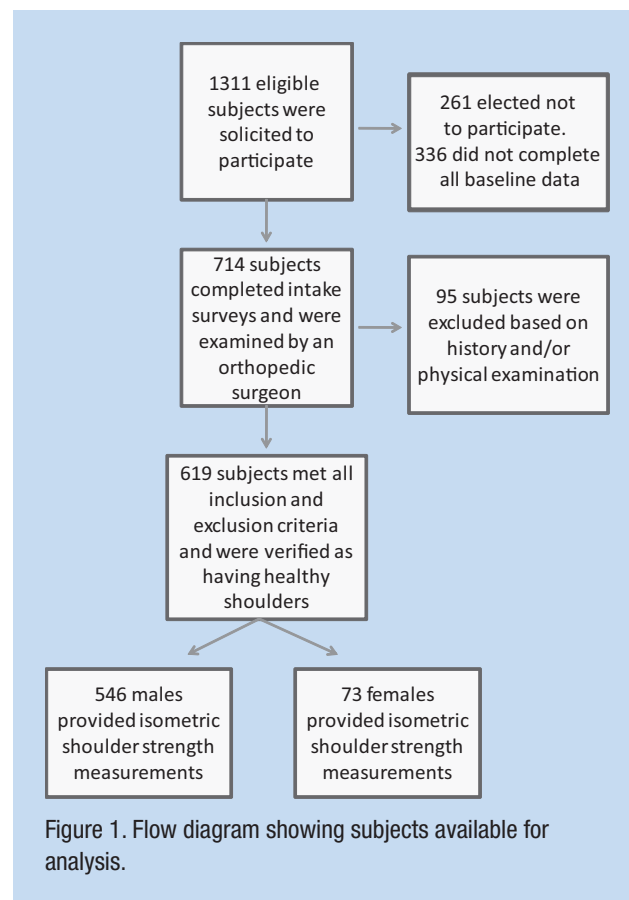 1311 eligible
subjects were
solicited to
participate
261 elected not
to participate.
336 did not complete
all baseline data
714 subjects
completed intake
surveys and were
examined by an
orthopedic
surgeon
95 subjects were
excluded based on
history and/or
physical examination
619 subjects met all
inclusion and
exclusion criteria
and were verified as
having healthy
shoulders
546 males
provided isometric
shoulder strength
measurements
73 females
provided isometric
shoulder strength
measurements
Figure 1. Flow diagram showing subjects available for
analysis.